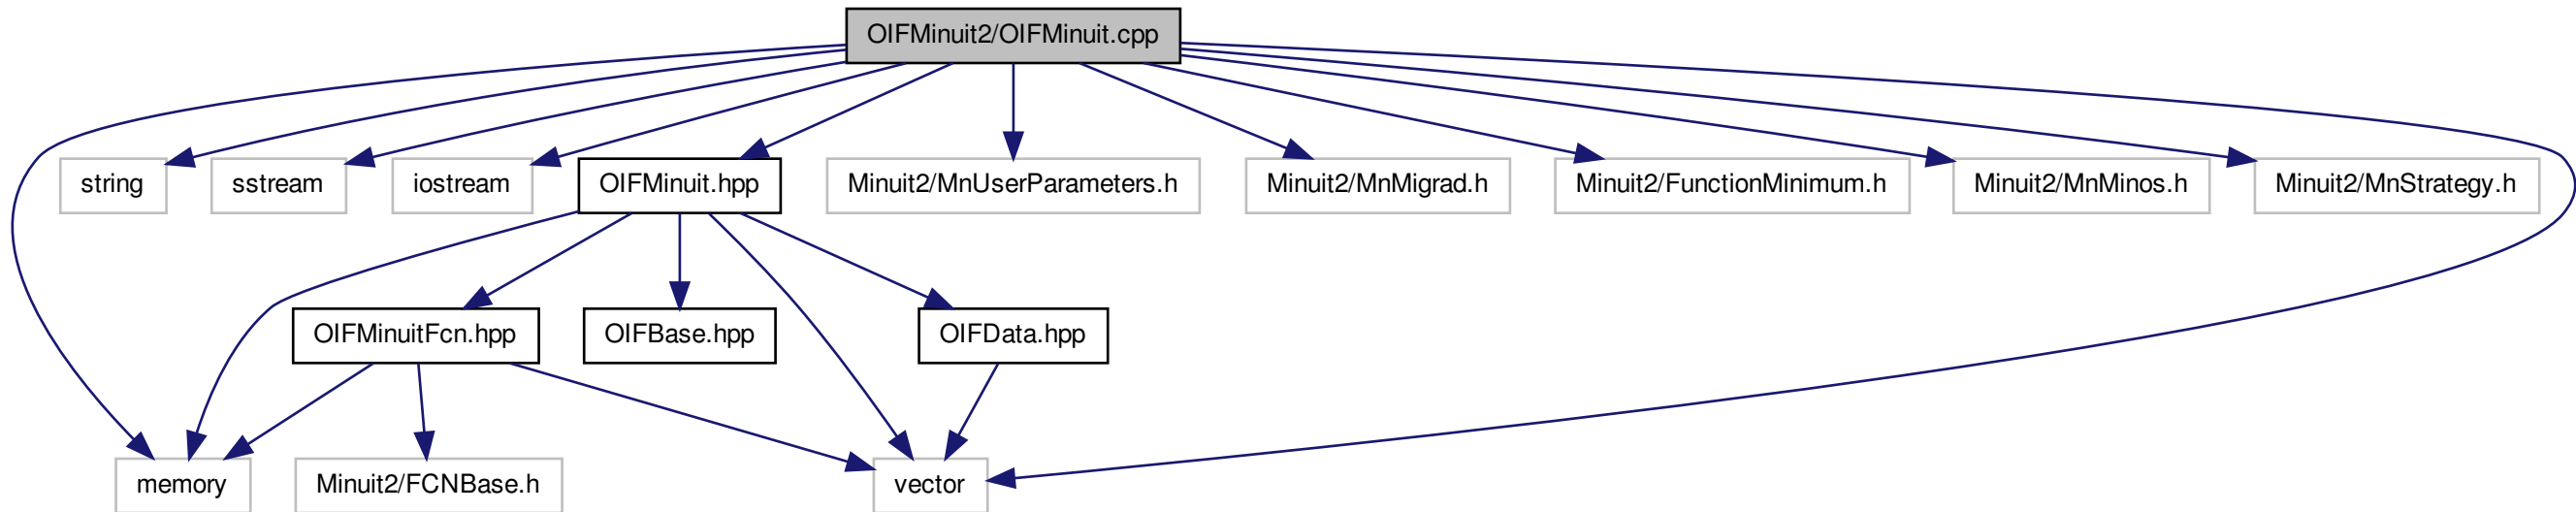 OIFMinuit2/OIFMinuit.cpp
string
sstream
iostream
OIFMinuit.hpp
Minuit2/MnUserParameters.h
Minuit2/MnMigrad.h
Minuit2/FunctionMinimum.h
Minuit2/MnMinos.h
Minuit2/MnStrategy.h
OIFMinuitFcn.hpp
OIFBase.hpp
OIFData.hpp
memory
Minuit2/FCNBase.h
vector